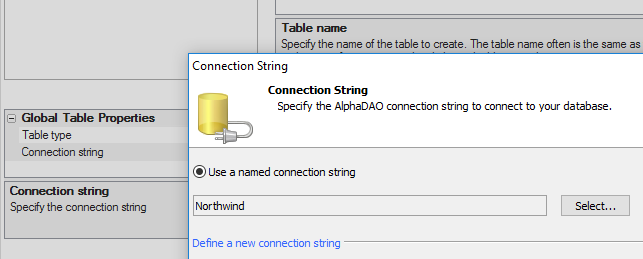 Table name
Specify the name of the table to create. The table name often is the same as
Connection String
Connection String
Specify the AlphaDAO connection string to connect to your database.
Global Table Properties
Table type
Connection string
Connection string
Specify the connection string
Use a named connection string
Northwind
Select...
Define a new connection string